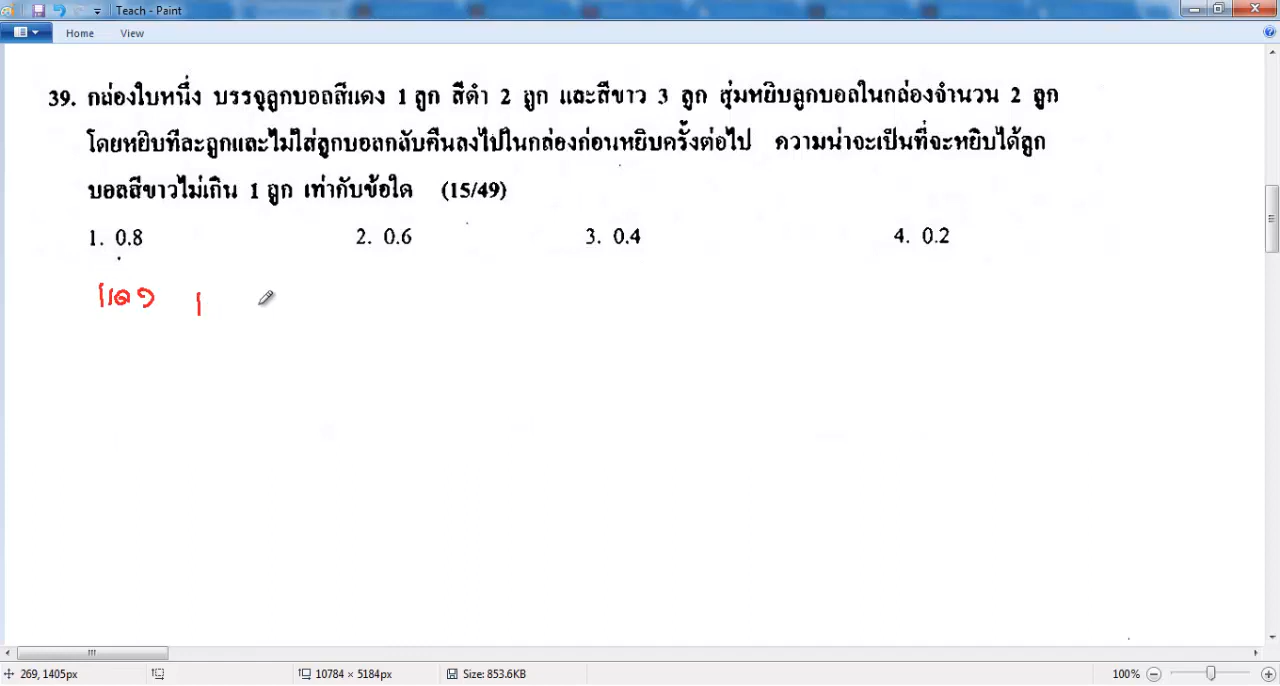 Teach - Paint
Home View
39. กล่องใบหนึ่ง บรรจุลูกบอลสีแดง 1 ลูก สีดำ 2 ลูก และสีขาว 3 ลูก สุ่มหยิบลูกบอลในกล่องจำนวน 2 ลูก
โดยหยิบทีละลูกและไม่ใส่ลูกบอลกลับคืนลงไปในกล่องก่อนหยิบครั้งต่อไป ความน่าจะเป็นที่จะหยิบได้ลูก
บอลสีขาวไม่เกิน 1 ลูก เท่ากับข้อใด (15/49)
1. 0.8 2. 0.6 3. 0.4 4. 0.2
แดง 1
269, 1405px 10784 × 5184px Size: 853.6KB 100%